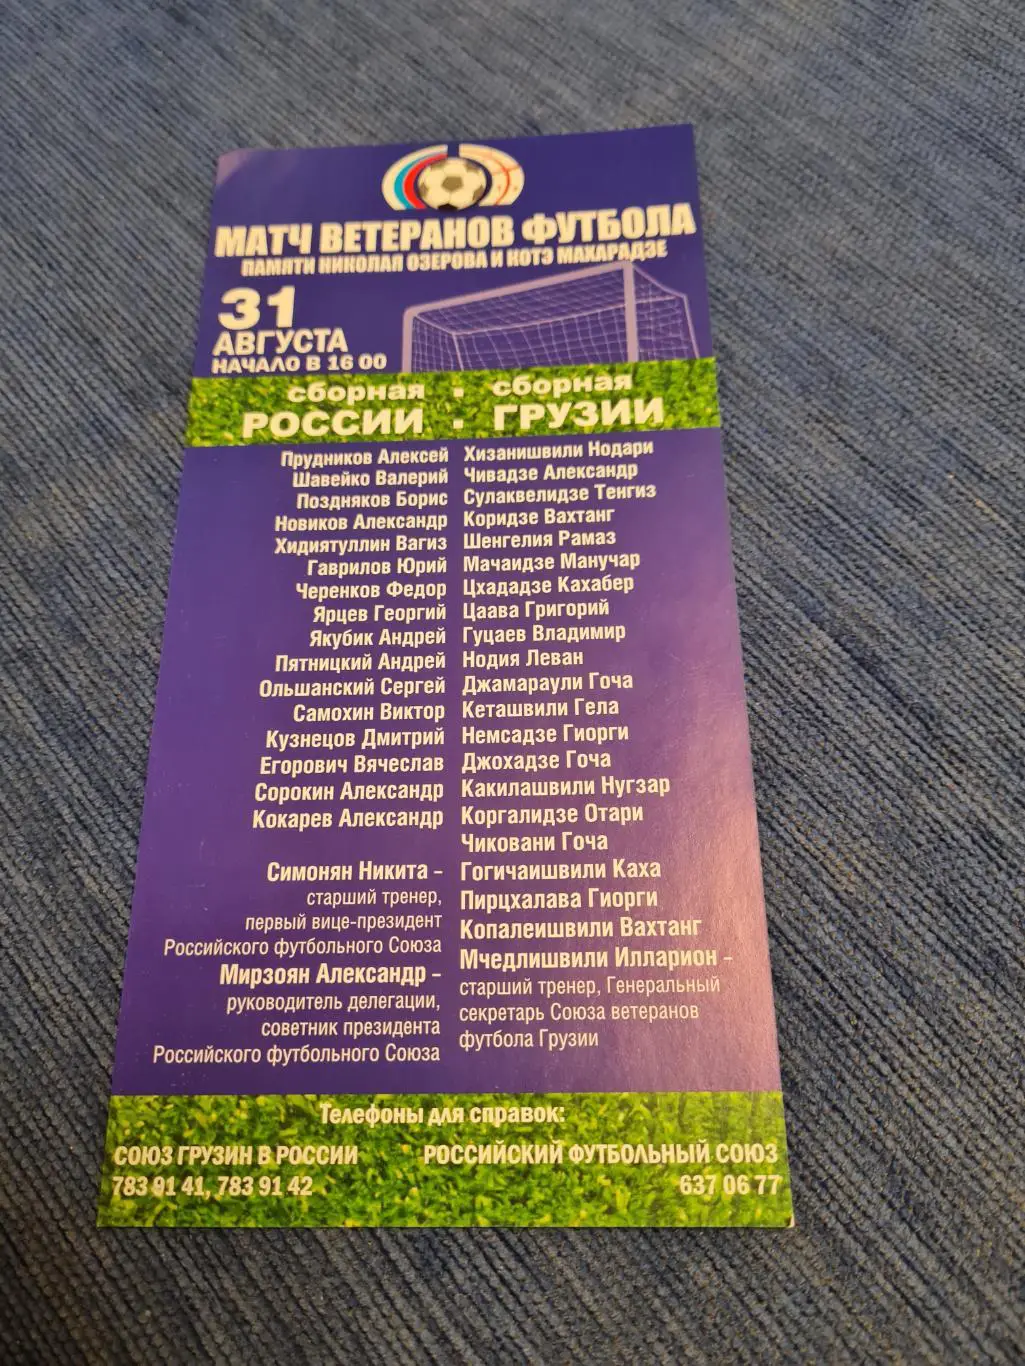 МАТЧ ВЕТЕРАНОВ ФУТБОЛА
ПАМЯТИ НИКОЛАЯ ОЗЕРОВА И КОТЭ МАХАРАДЗЕ
31
АВГУСТА
НАЧАЛО В 16 00
сборная
РОССИИ
Прудников Алексей
Шавейко Валерий
Поздняков Борис
Новиков Александр
Хидиятуллин Вагиз
Гаврилов Юрий
Черенков Федор
Ярцев Георгий
Якубик Андрей
Пятницкий Андрей
Ольшанский Сергей
Самохин Виктор
Кузнецов Дмитрий
Егорович Вячеслав
Сорокин Александр
Кокарев Александр
Симонян Никита -
старший тренер,
первый вице-президент
Российского футбольного Союза
Мирзоян Александр -
руководитель делегации,
советник президента
Российского футбольного Союза
сборная
ГРУЗИИ
Хизанишвили Нодари
Чивадзе Александр
Сулаквелидзе Тенгиз
Коридзе Вахтанг
Шенгелия Рамаз
Мачаидзе Манучар
Цхададзе Кахабер
Цаава Григорий
Гуцаев Владимир
Нодия Леван
Джамараули Гоча
Кеташвили Гела
Немсадзе Гиорги
Джохадзе Гоча
Какилашвили Нугзар
Коргалидзе Отари
Чиковани Гоча
Гогичаишвили Каха
Пирцхалава Гиорги
Копалеишвили Вахтанг
Мчедлишвили Илларион -
старший тренер, Генеральный
секретарь Союза ветеранов
футбола Грузии
Телефоны для справок:
СОЮЗ ГРУЗИН В РОССИИ
783 91 41, 783 91 42
РОССИЙСКИЙ ФУТБОЛЬНЫЙ СОЮЗ
637 06 77